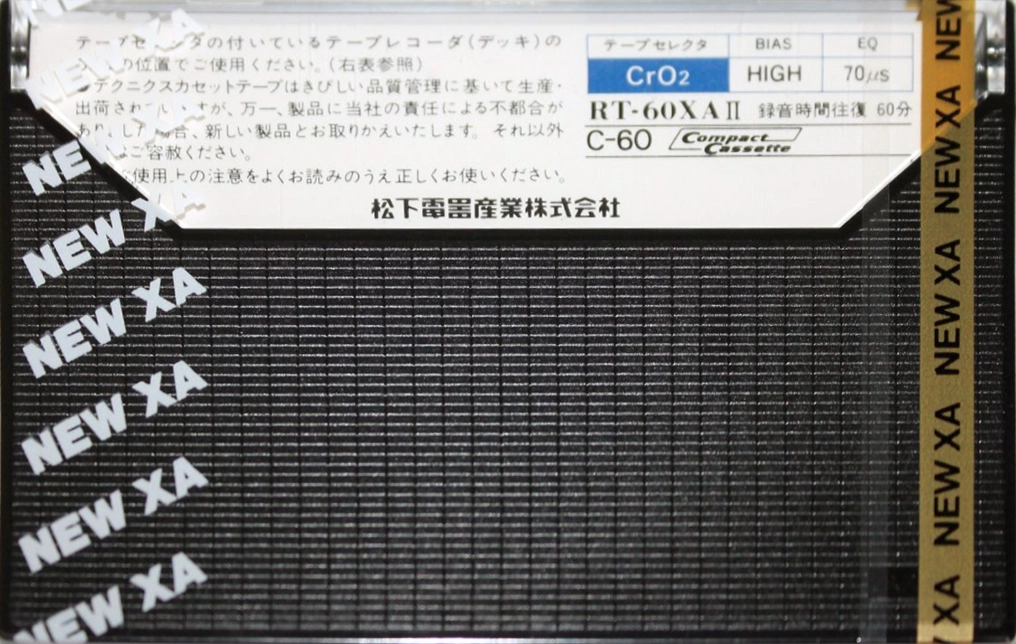 テープセレクタの付いているテープレコーダ(デッキ)の
の位置でご使用ください。(右表参照)
●テクニクスカセットテープはきびしい品質管理に基いて生産・
出荷されていますが、万一、製品に当社の責任による不都合が
ありました場合、新しい製品とお取りかえいたします。それ以外
はご容赦ください。
使用上の注意をよくお読みのうえ正しくお使いください。
松下電器産業株式会社
テープセレクタ BIAS EQ
CrO2 HIGH 70μs
RT-60XAⅡ 録音時間往復 60分
C-60 Compact Cassette
NEW XA
NEW XA
NEW XA
NEW XA
NEW XA
NEW XA
NEW
NEW XA
NEW XA
NEW XA
XA